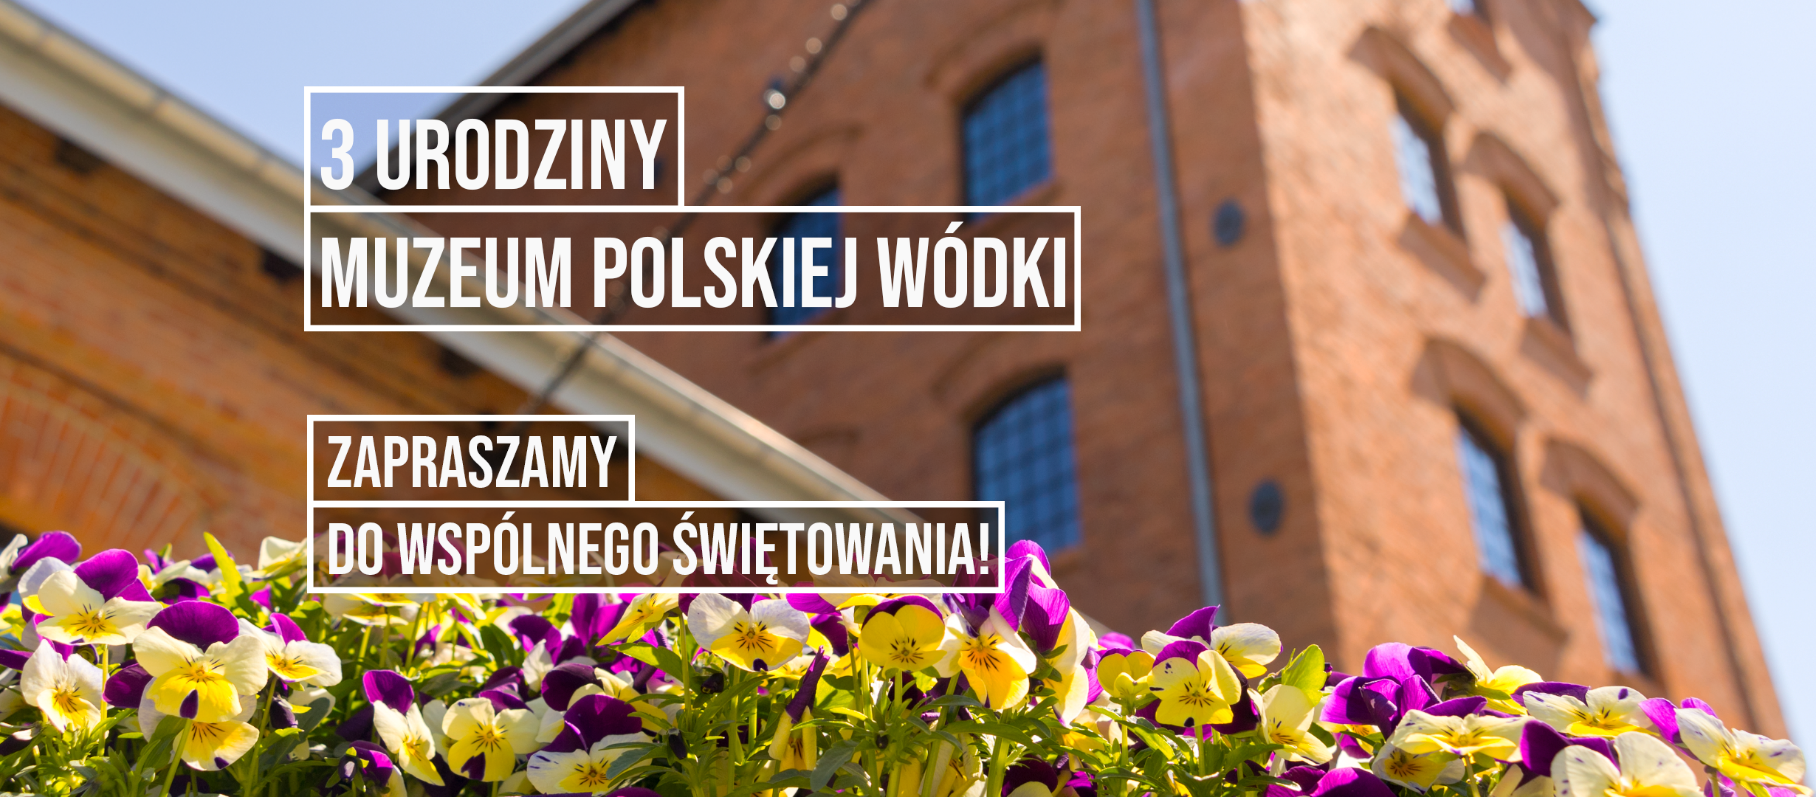 3 URODZINY
MUZEUM POLSKIEJ WÓDKI
ZAPRASZAMY
DO WSPÓLNEGO ŚWIĘTOWANIA!